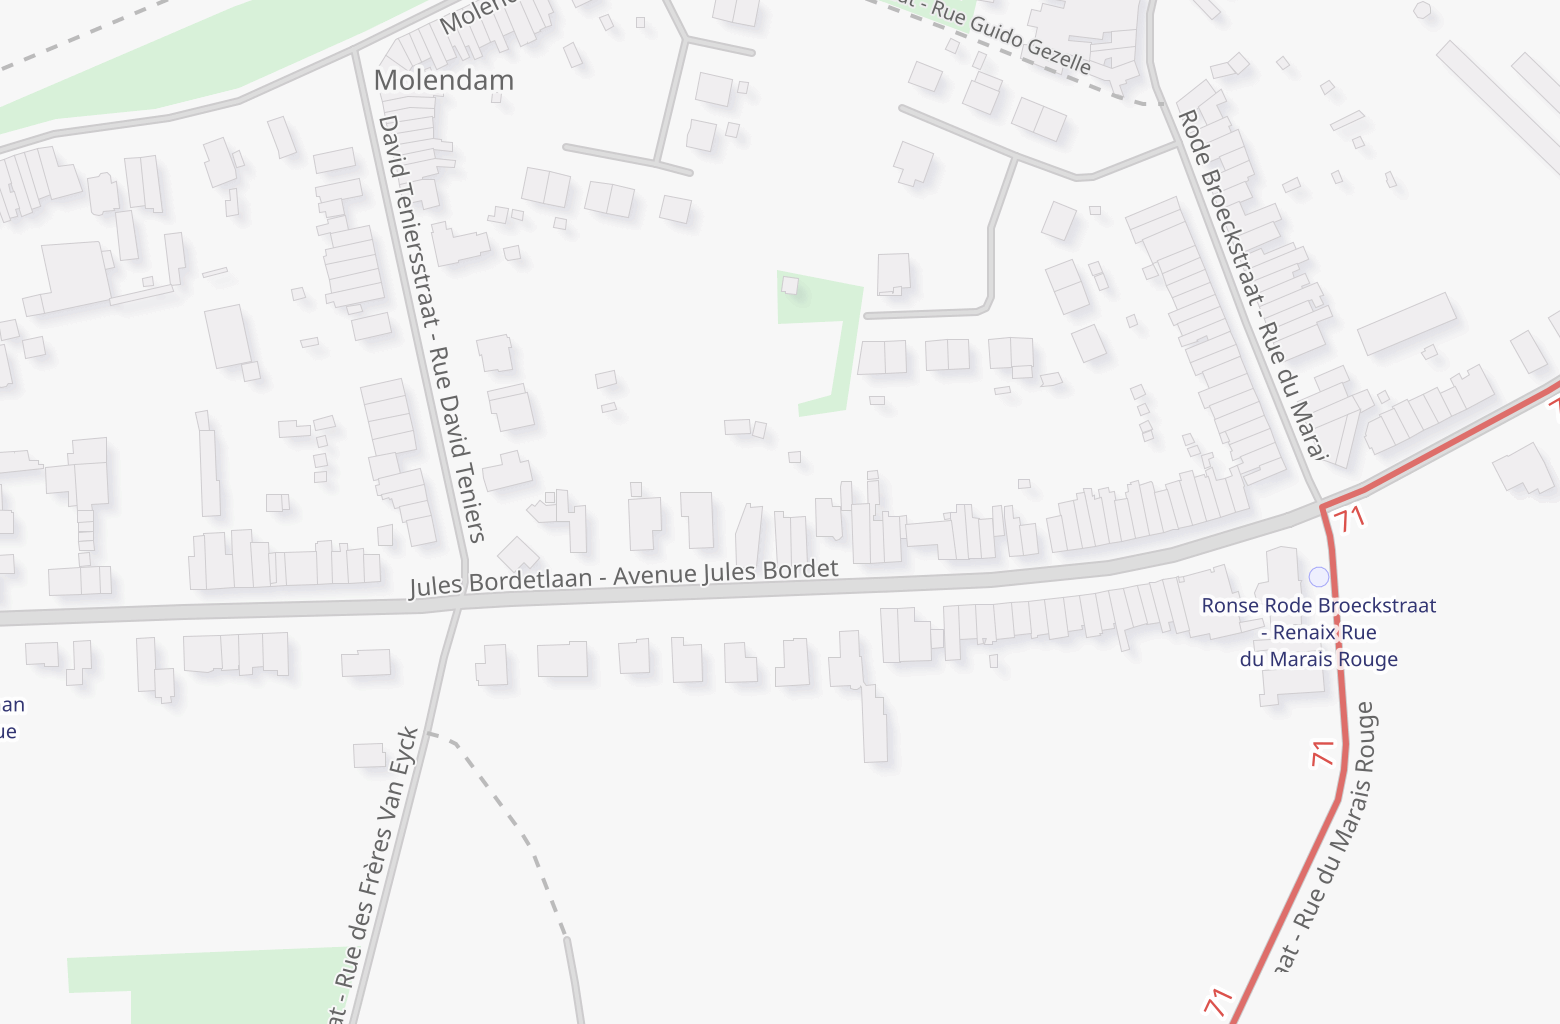 Molendam
David Teniersstraat - Rue David Teniers
- Rue Guido Gezelle
Rode Broeckstraat - Rue du Marai
Jules Bordetlaan - Avenue Jules Bordet
71
Ronse Rode Broeckstraat
- Renaix Rue
du Marais Rouge
71
- Rue du Marais Rouge
- Rue des Frères Van Eyck
71